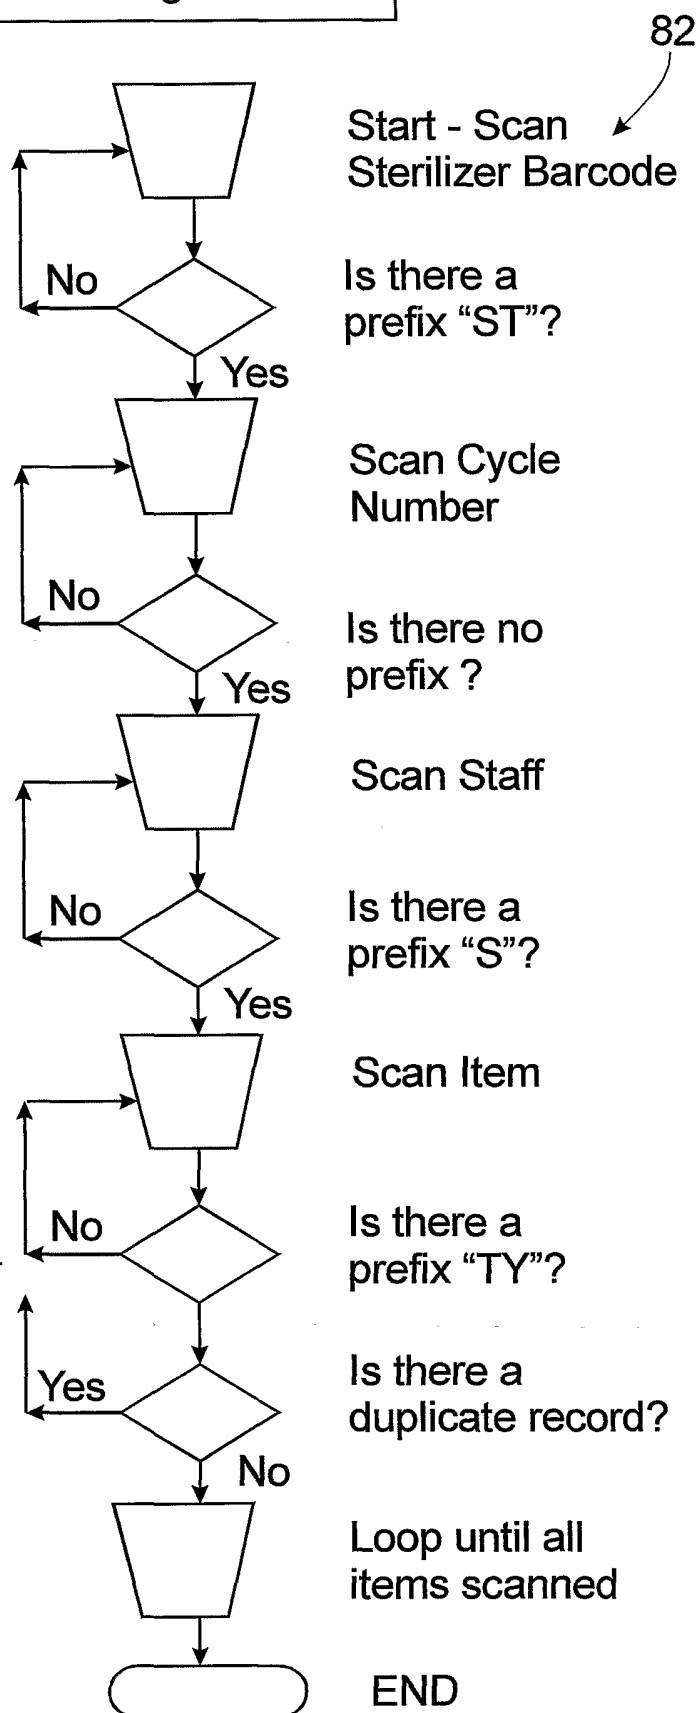 82
Start - Scan
Sterilizer Barcode
No
Is there a
prefix “ST”?
Yes
Scan Cycle
Number
No
Is there no
prefix ?
Yes
Scan Staff
No
Is there a
prefix “S”?
Yes
Scan Item
No
Is there a
prefix “TY”?
Yes
Is there a
duplicate record?
No
Loop until all
items scanned
END